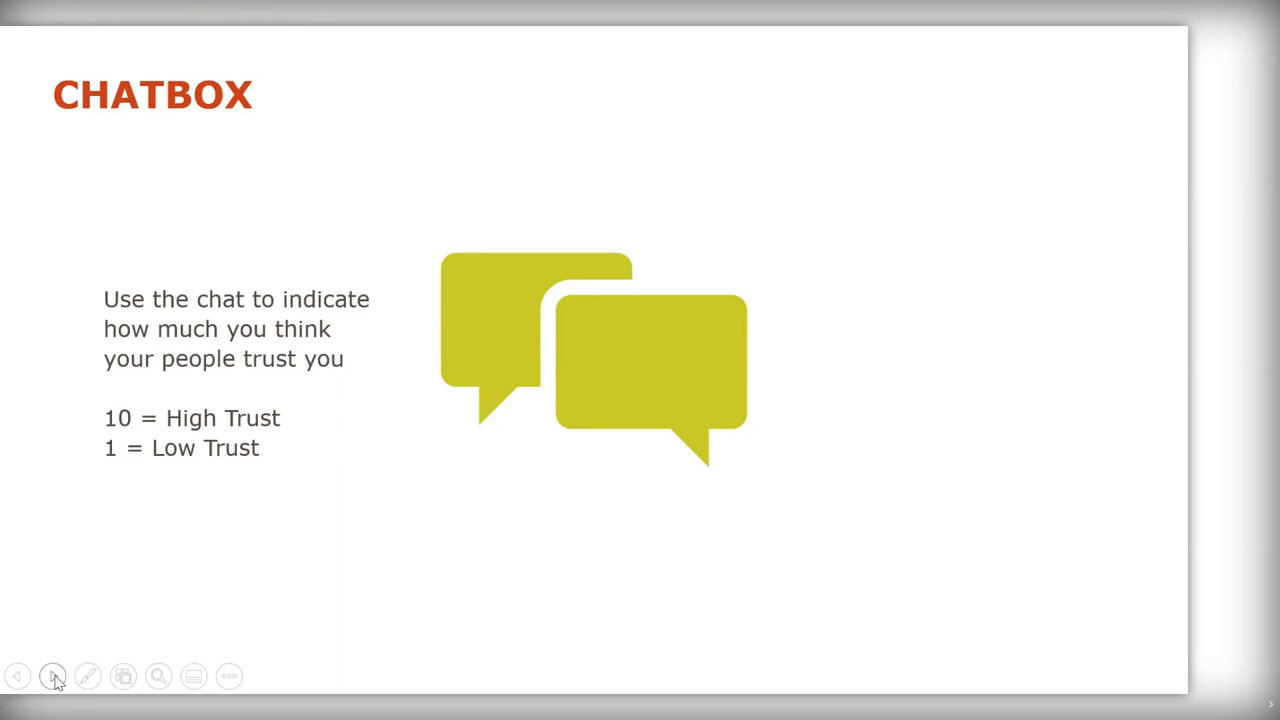 CHATBOX
Use the chat to indicate
how much you think
your people trust you
10 = High Trust
1 = Low Trust